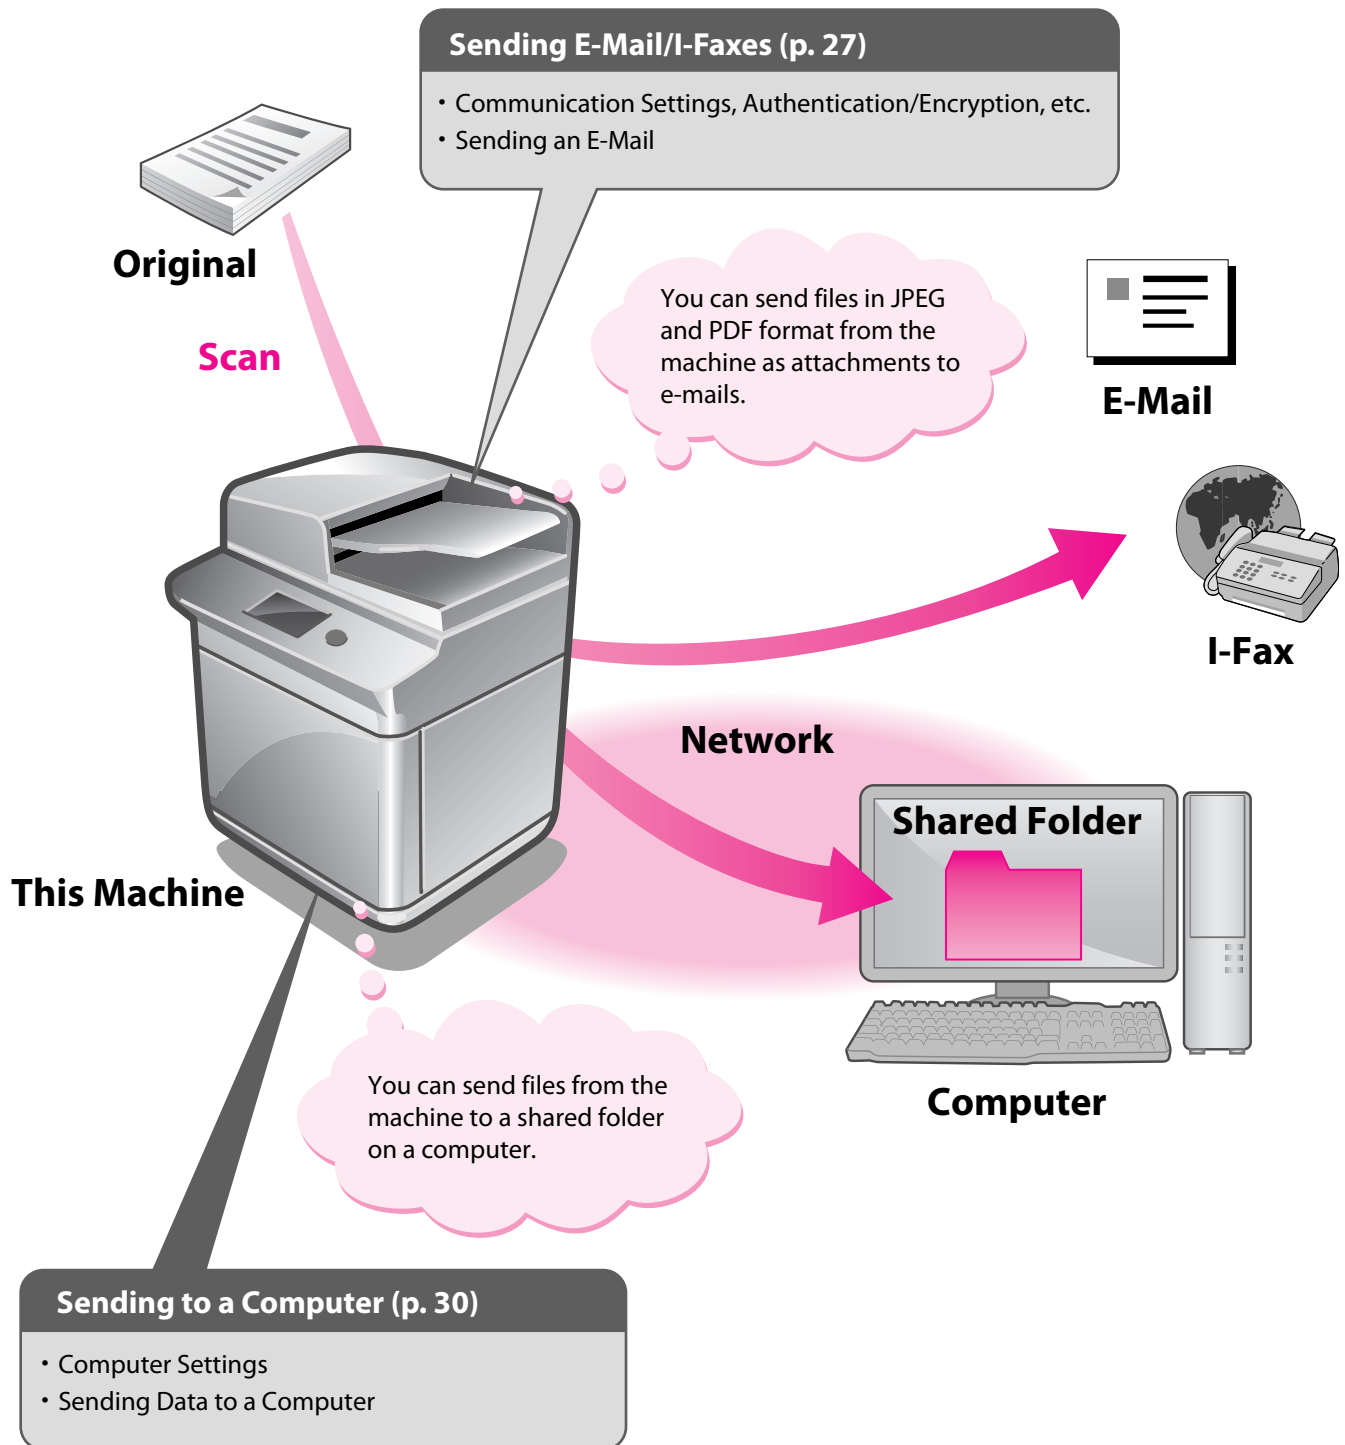 Sending E-Mail/I-Faxes (p. 27)
・Communication Settings, Authentication/Encryption, etc.
・Sending an E-Mail
Original
Scan
You can send files in JPEG
and PDF format from the
machine as attachments to
e-mails.
E-Mail
I-Fax
Network
Shared Folder
This Machine
Computer
You can send files from the
machine to a shared folder
on a computer.
Sending to a Computer (p. 30)
・Computer Settings
・Sending Data to a Computer